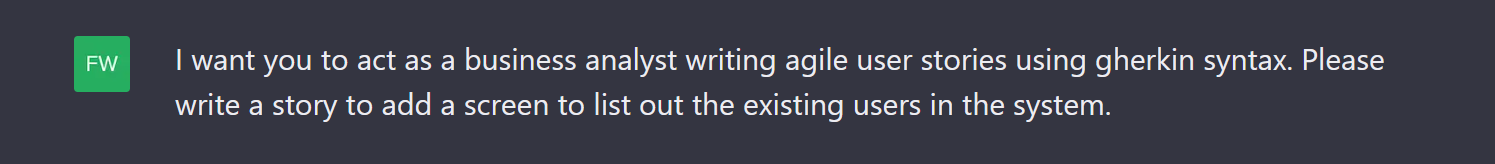 FW
I want you to act as a business analyst writing agile user stories using gherkin syntax. Please
write a story to add a screen to list out the existing users in the system.